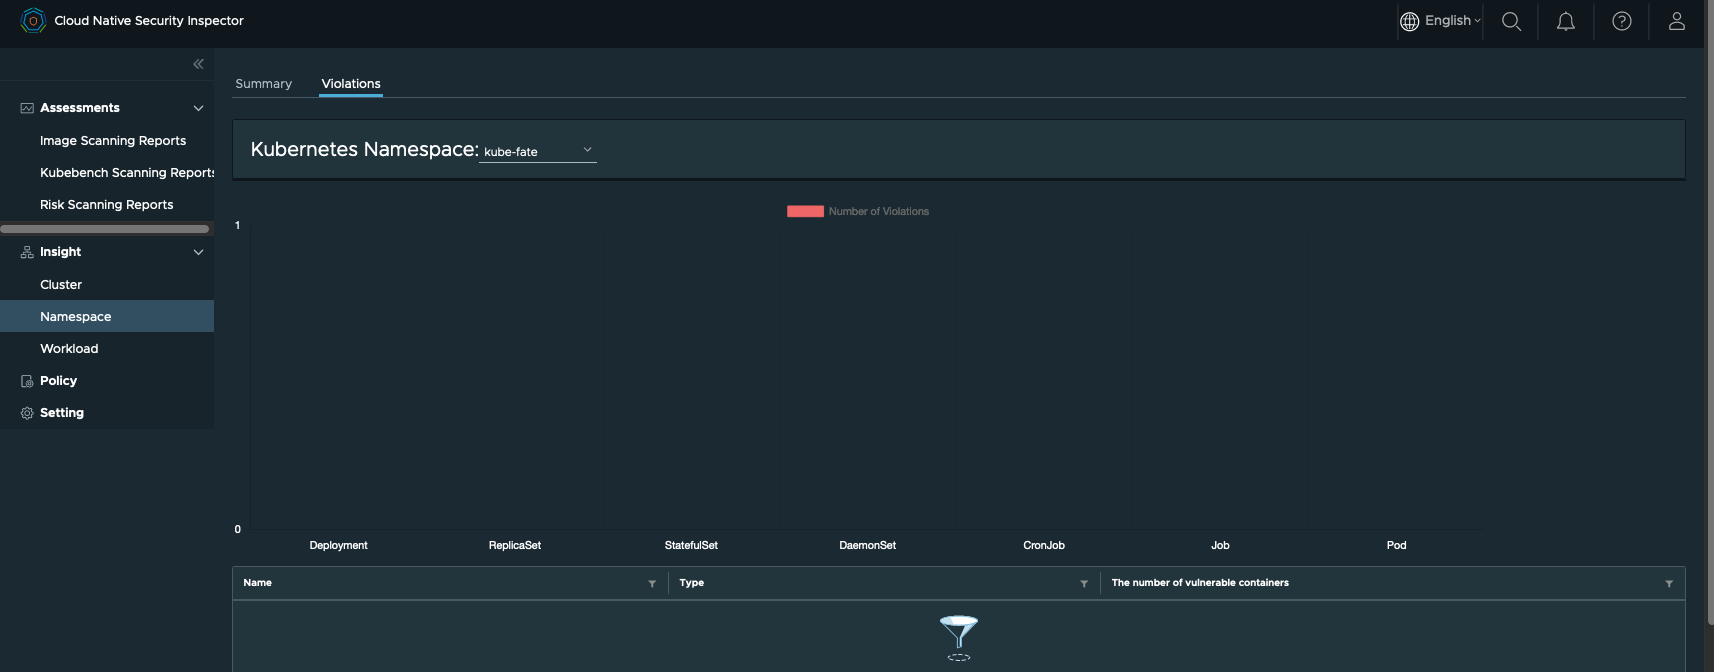 Cloud Native Security Inspector
English
Assessments
Image Scanning Reports
Kubebench Scanning Reports
Risk Scanning Reports
Insight
Cluster
Namespace
Workload
Policy
Setting
Summary
Violations
Kubernetes Namespace: kube-fate
Number of Violations
1
0
Deployment
ReplicaSet
StatefulSet
DaemonSet
CronJob
Job
Pod
Name
Type
The number of vulnerable containers